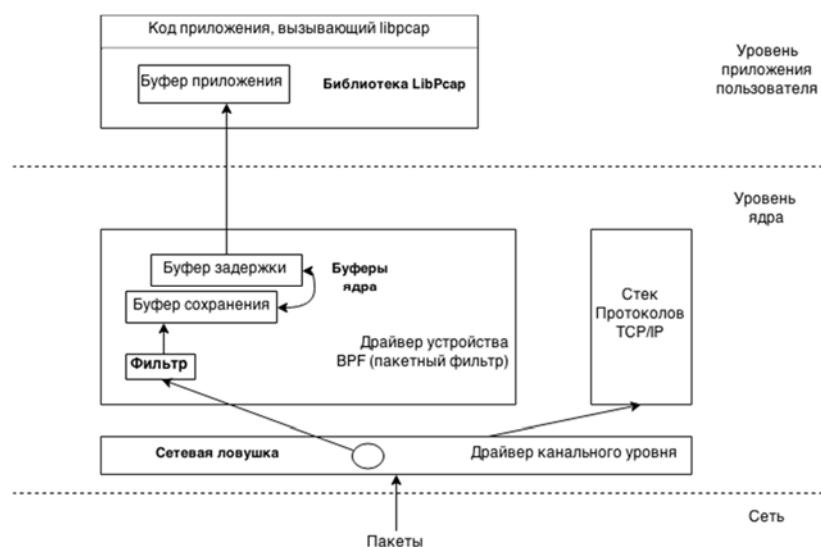 Код приложения, вызывающий libpcap
Буфер приложения
Библиотека LibPcap
Уровень
приложения
пользователя
Уровень
ядра
Буфер задержки
Буферы
ядра
Буфер сохранения
Стек
Протоколов
TCP/IP
Драйвер устройства
BPF (пакетный фильтр)
Фильтр
Сетевая ловушка
Драйвер канального уровня
Сеть
Пакеты